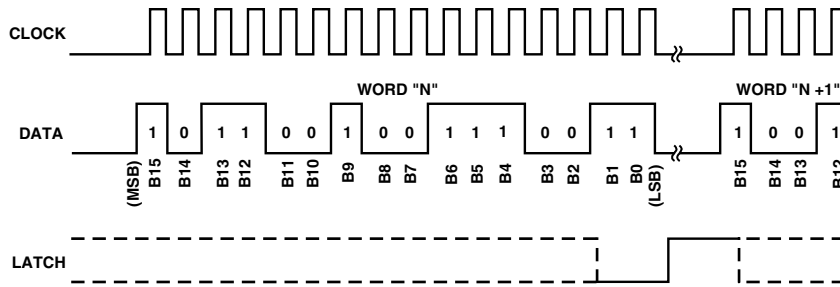 CLOCK
WORD "N"
WORD "N +1"
DATA
1 0 1 1 0 0 1 0 0 1 1 1 0 0 1 1 1 0 0 1
(MSB) B15 B14 B13 B12 B11 B10 B9 B8 B7 B6 B5 B4 B3 B2 B1 B0 (LSB) B15 B14 B13 B12
LATCH